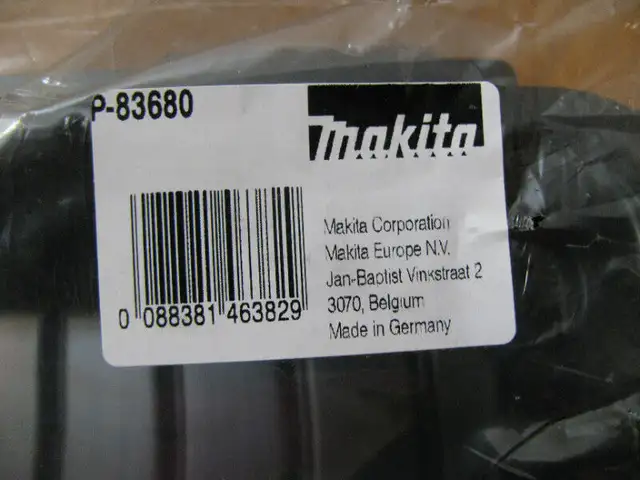 P-83680
makita
Makita Corporation
Makita Europe N.V.
Jan-Baptist Vinkstraat 2
3070, Belgium
Made in Germany
0 088381 463829